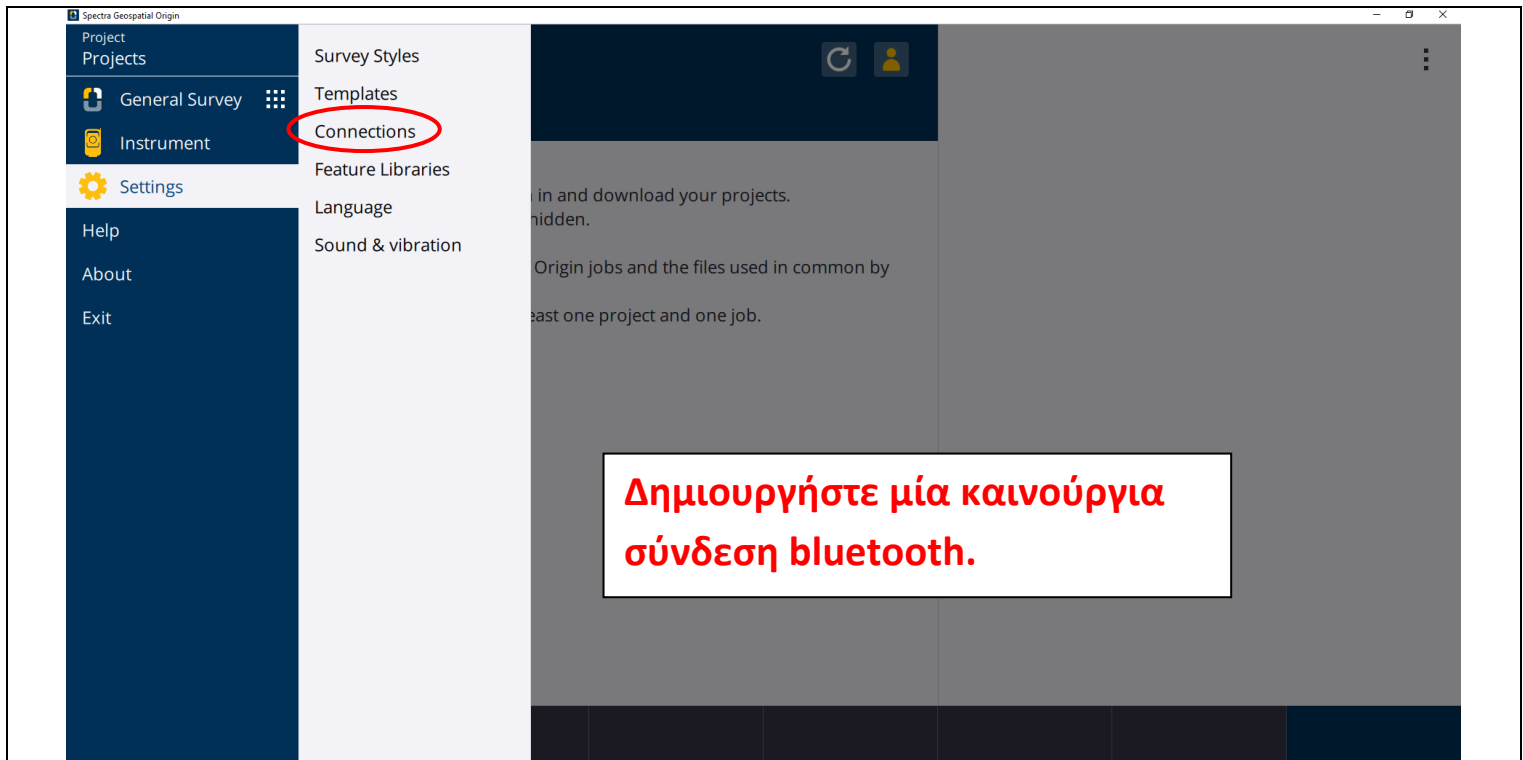 Spectra Geospatial Origin
Project
Projects
General Survey
Instrument
Settings
Help
About
Exit
Survey Styles
Templates
Connections
Feature Libraries
Language
Sound & vibration
in and download your projects.
hidden.
Origin jobs and the files used in common by
east one project and one job.
Δημιουργήστε μία καινούργια
σύνδεση bluetooth.